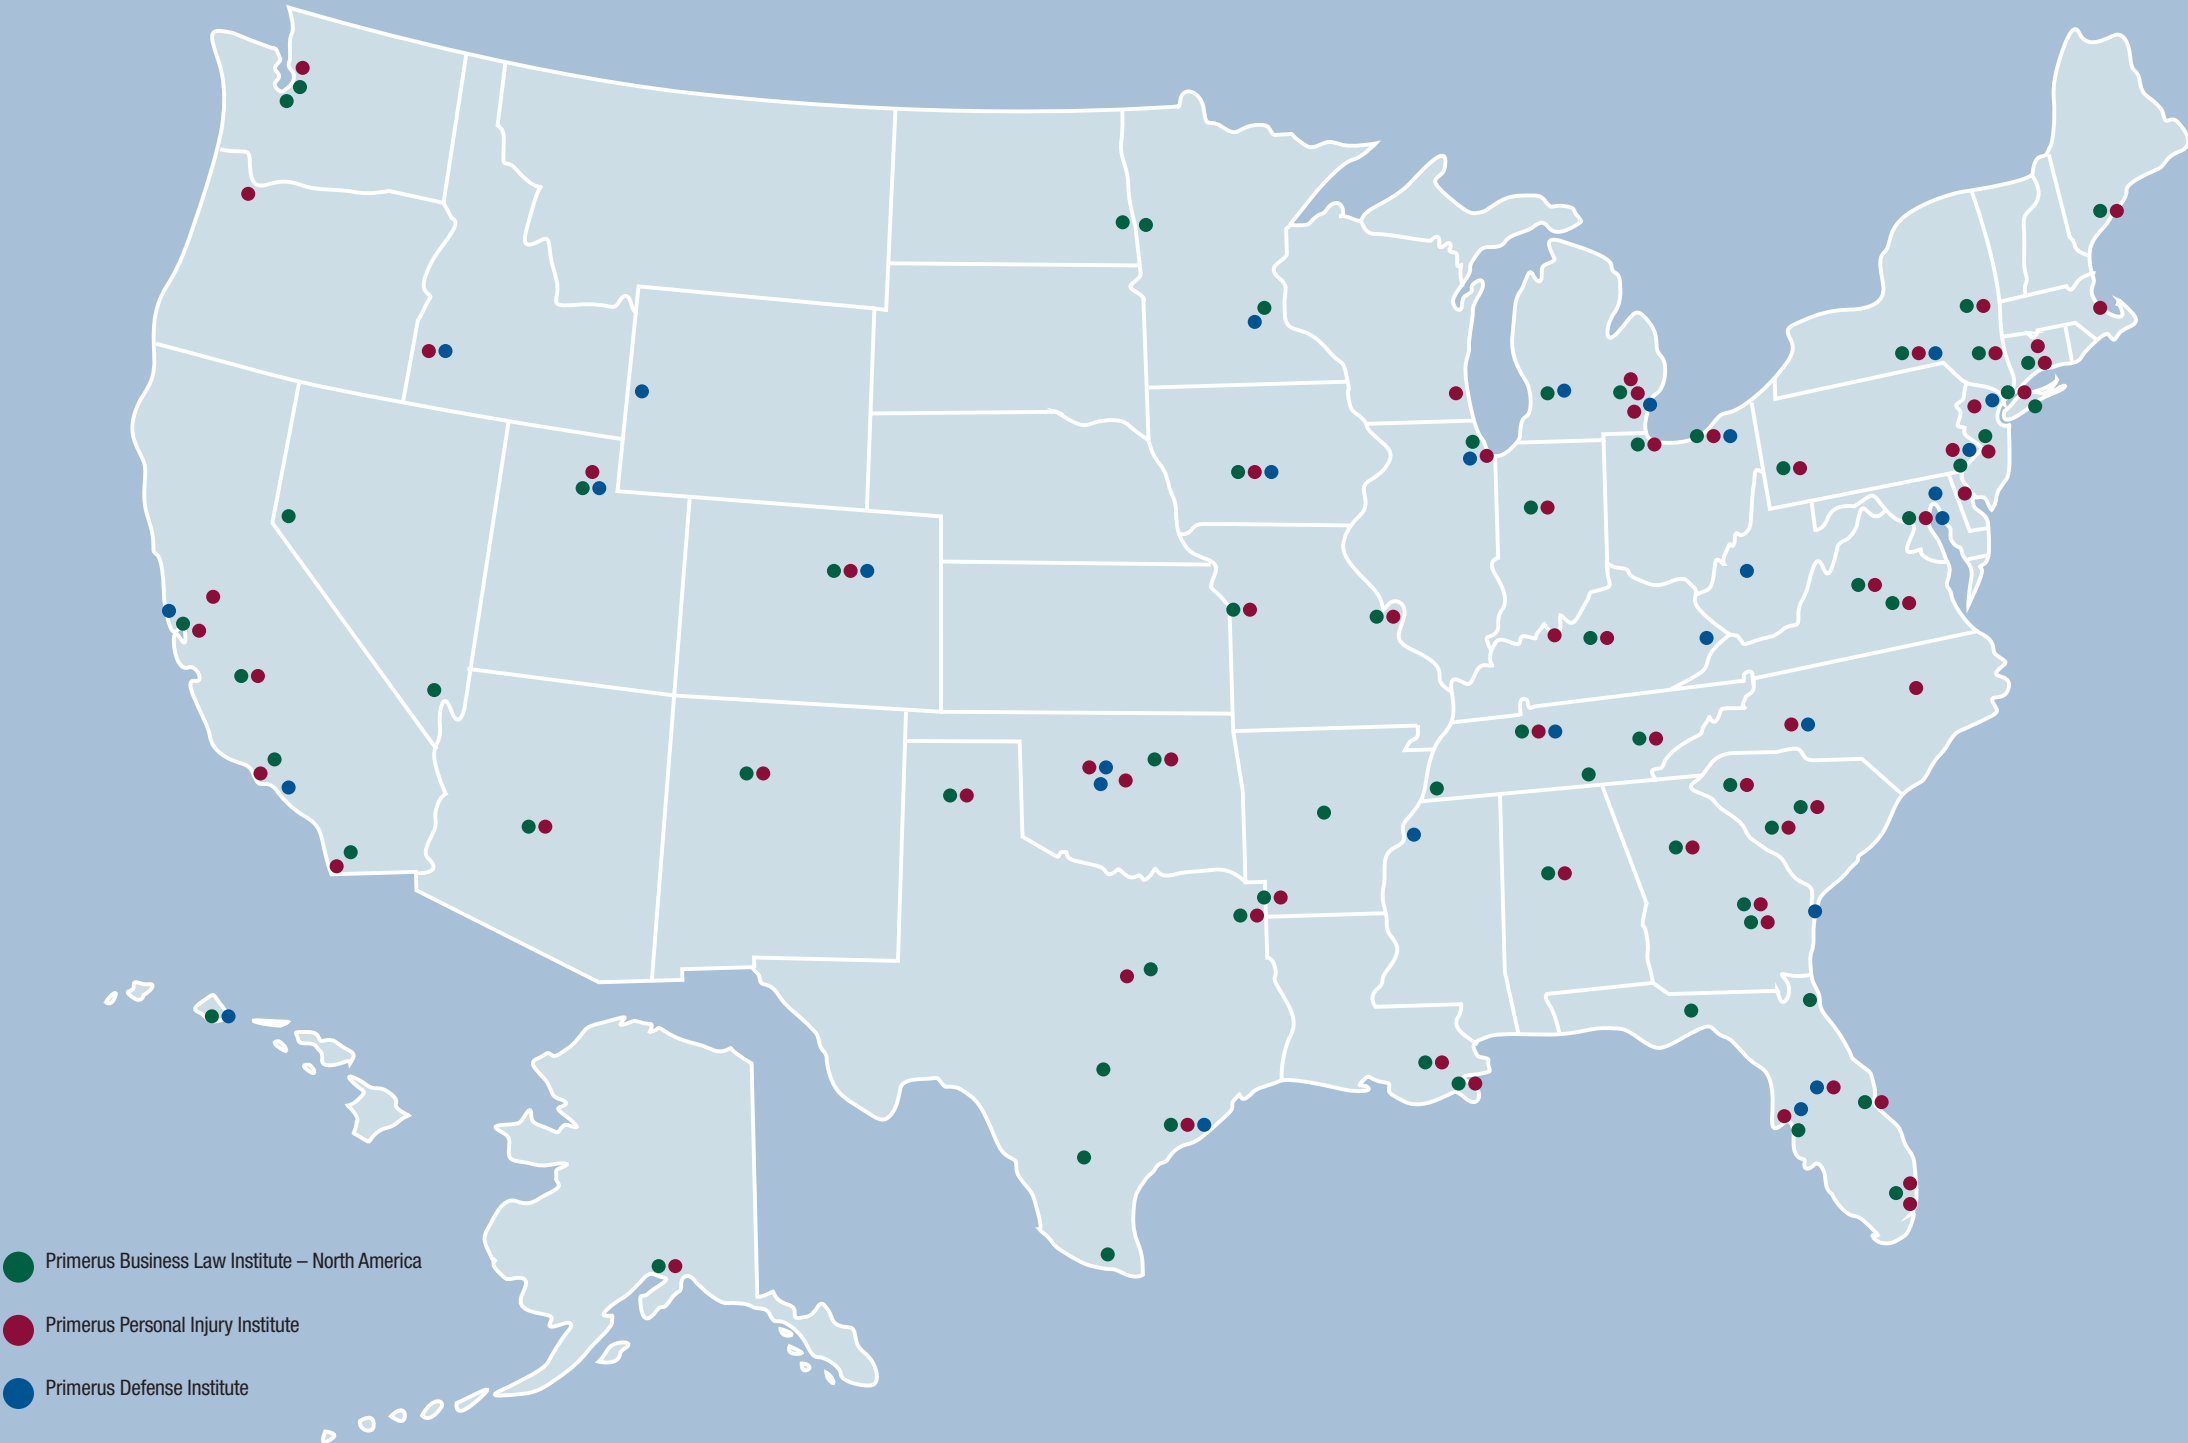 Primerus Business Law Institute – North America
Primerus Personal Injury Institute
Primerus Defense Institute